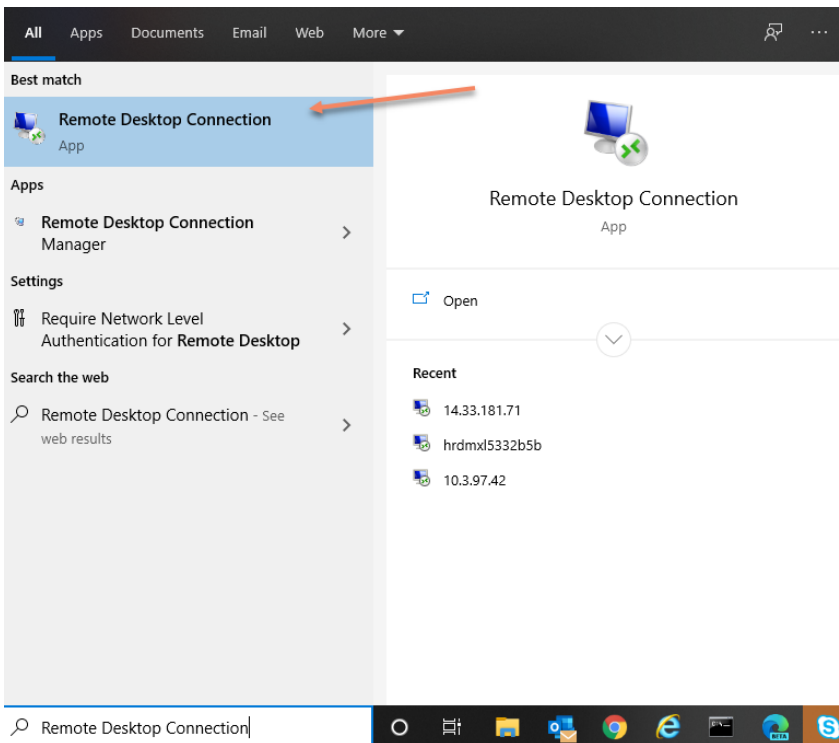 All Apps Documents Email Web More
Best match
Remote Desktop Connection
App
Apps
Remote Desktop Connection
Manager
Settings
Require Network Level
Authentication for Remote Desktop
Search the web
Remote Desktop Connection - See
web results
Remote Desktop Connection
App
Open
Recent
14.33.181.71
hrdmxl5332b5b
10.3.97.42
Remote Desktop Connection
BETA